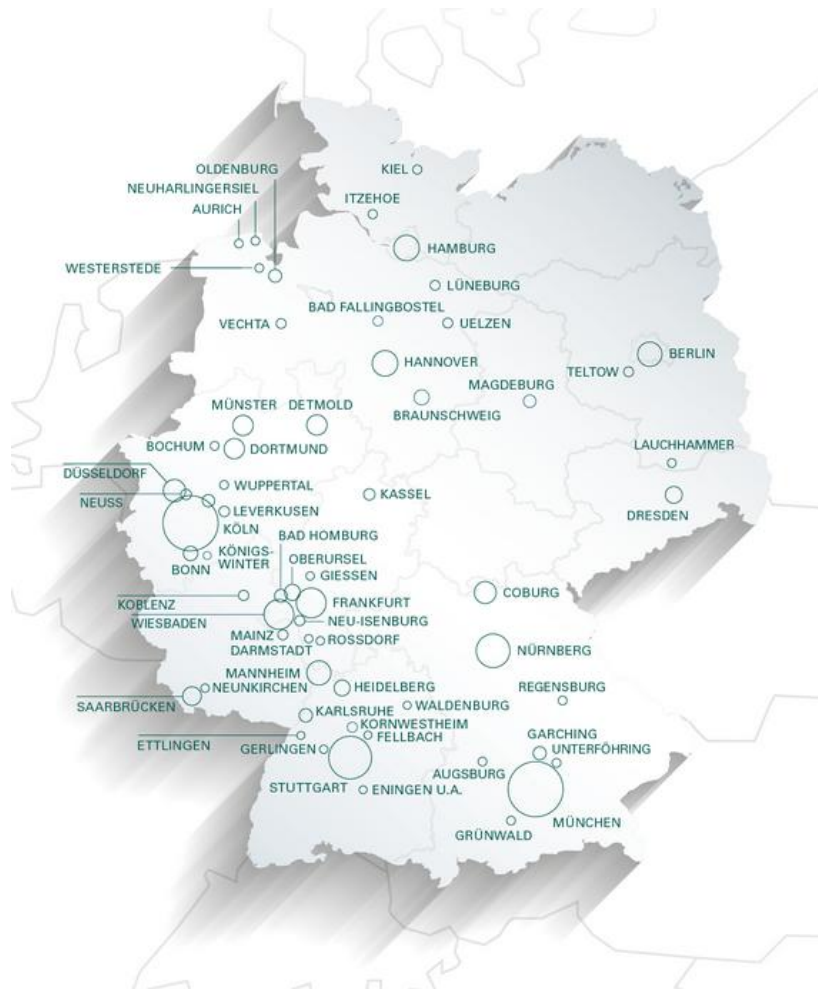 OLDENBURG
NEUHARLINGERSIEL
AURICH
KIEL
ITZEHOE
HAMBURG
WESTERSTEDE
LÜNEBURG
BAD FALLINGBOSTEL
VECHTA
UELZEN
HANNOVER
BERLIN
TELTOW
MAGDEBURG
BRAUNSCHWEIG
MÜNSTER
DETMOLD
BOCHUM
DORTMUND
LAUCHHAMMER
DÜSSELDORF
WUPPERTAL
NEUSS
KASSEL
LEVERKUSEN
DRESDEN
KÖLN
BAD HOMBURG
KÖNIGS-
WINTER
BONN
OBERURSEL
GIESSEN
COBURG
KOBLENZ
FRANKFURT
WIESBADEN
NEU-ISENBURG
MAINZ
ROSSDORF
DARMSTADT
NÜRNBERG
MANNHEIM
NEUNKIRCHEN
HEIDELBERG
REGENSBURG
SAARBRÜCKEN
WALDENBURG
KARLSRUHE
KORNWESTHEIM
FELLBACH
GARCHING
ETTLINGEN
GERLINGEN
UNTERFÖHRING
AUGSBURG
STUTTGART
ENINGEN U.A.
MÜNCHEN
GRÜNWALD